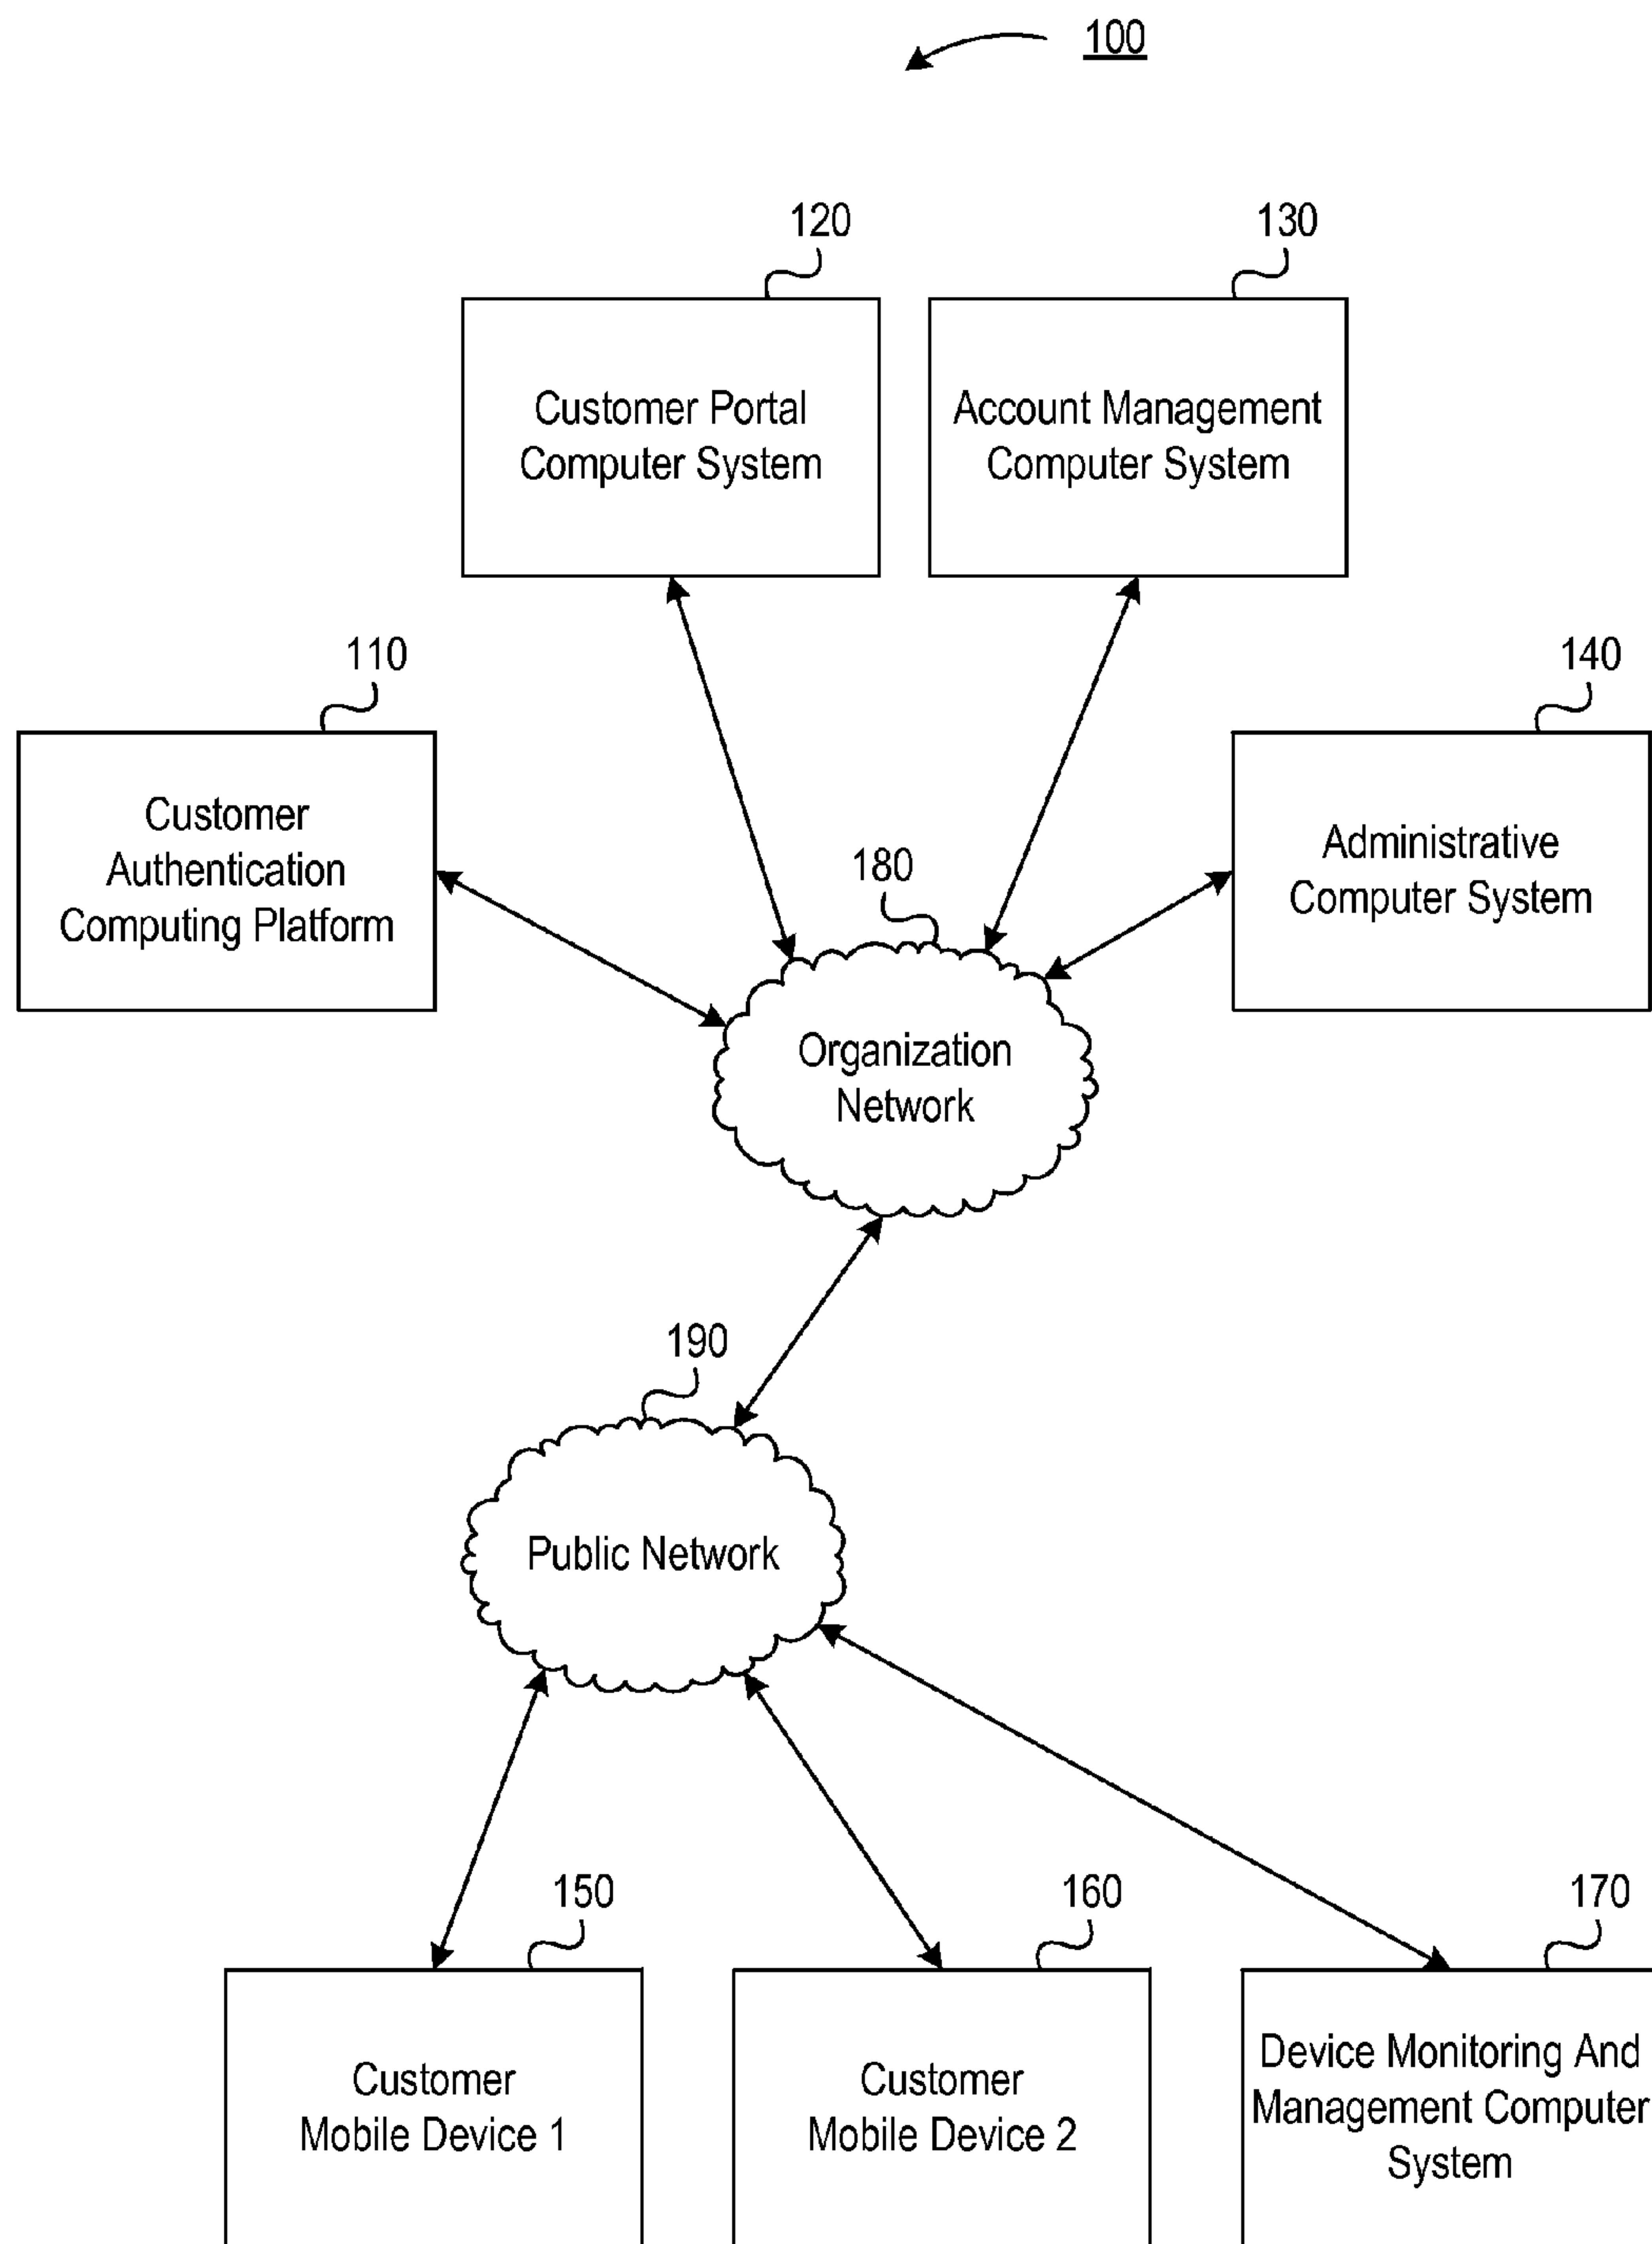 100
120
130
Customer Portal
Computer System
Account Management
Computer System
110
140
Customer
Authentication
Computing Platform
Administrative
Computer System
180
Organization
Network
190
Public Network
150
160
170
Customer
Mobile Device 1
Customer
Mobile Device 2
Device Monitoring And
Management Computer
System